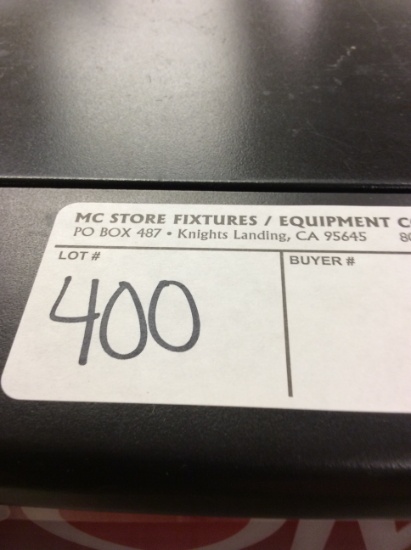 MC STORE FIXTURES / EQUIPMENT
PO BOX 487 • Knights Landing, CA 95645
LOT #
BUYER #
400